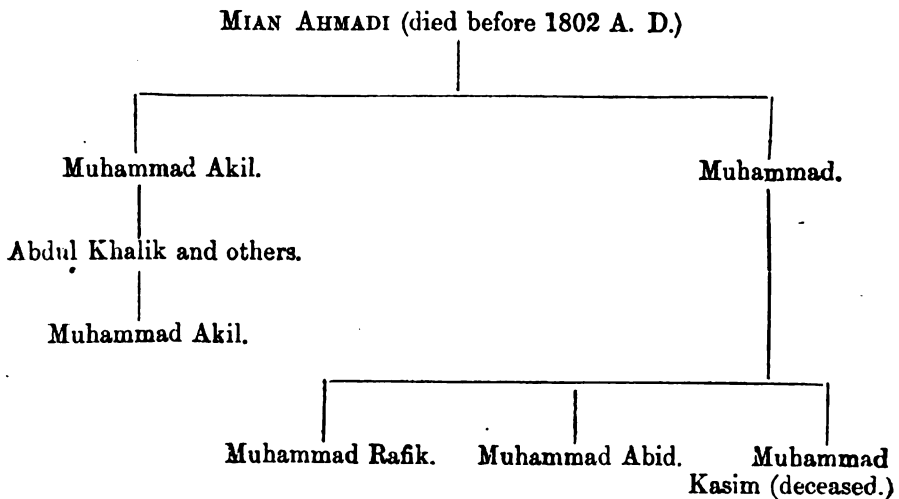 MIAN AHMADI (died before 1802 A. D.)
Muhammad Akil.
Muhammad.
Abdul Khalik and others.
Muhammad Akil.
Muhammad Rafik.
Muhammad Abid.
Muhammad
Kasim (deceased.)